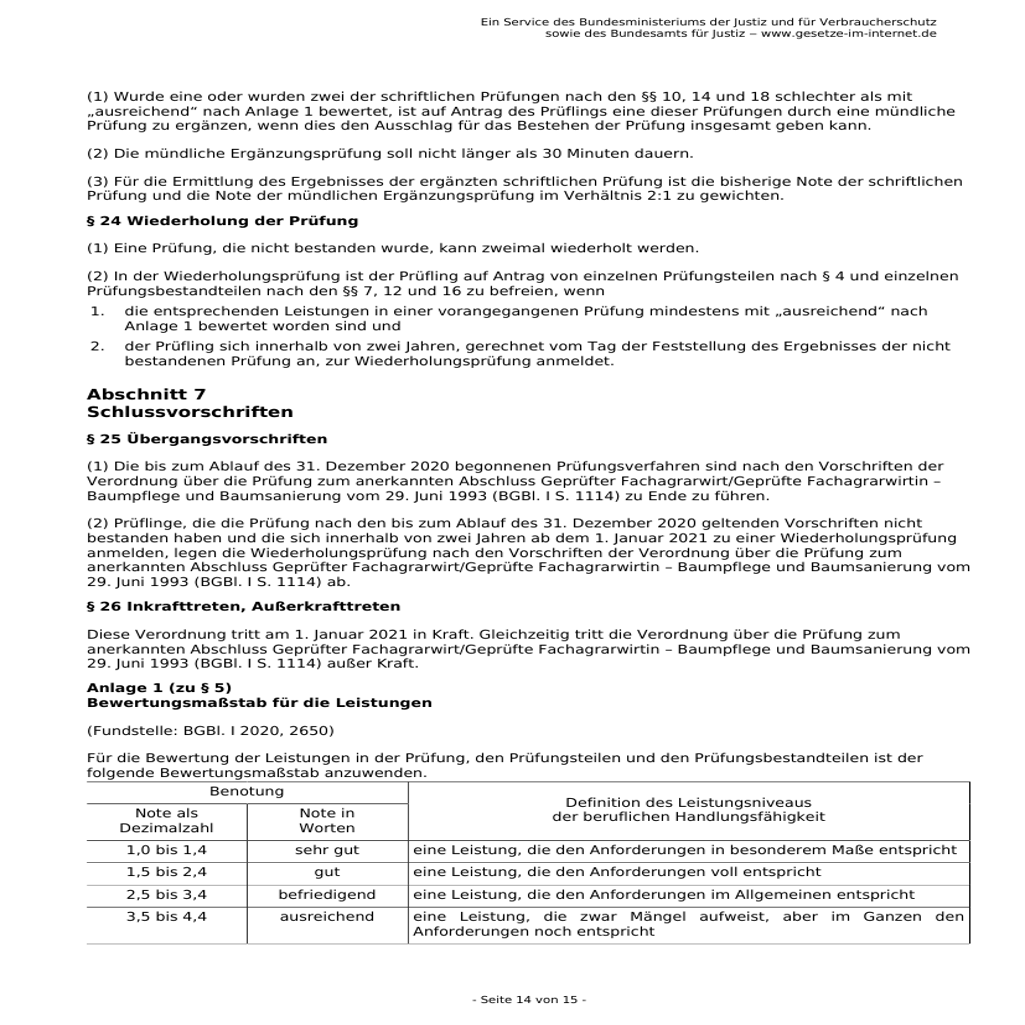 Ein Service des Bundesministeriums der Justiz und für Verbraucherschutz
sowie des Bundesamts für Justiz ‒ www.gesetze-im-internet.de
(1) Wurde eine oder wurden zwei der schriftlichen Prüfungen nach den §§ 10, 14 und 18 schlechter als mit
„ausreichend“ nach Anlage 1 bewertet, ist auf Antrag des Prüflings eine dieser Prüfungen durch eine mündliche
Prüfung zu ergänzen, wenn dies den Ausschlag für das Bestehen der Prüfung insgesamt geben kann.
(2) Die mündliche Ergänzungsprüfung soll nicht länger als 30 Minuten dauern.
(3) Für die Ermittlung des Ergebnisses der ergänzten schriftlichen Prüfung ist die bisherige Note der schriftlichen
Prüfung und die Note der mündlichen Ergänzungsprüfung im Verhältnis 2:1 zu gewichten.
§ 24 Wiederholung der Prüfung
(1) Eine Prüfung, die nicht bestanden wurde, kann zweimal wiederholt werden.
(2) In der Wiederholungsprüfung ist der Prüfling auf Antrag von einzelnen Prüfungsteilen nach § 4 und einzelnen
Prüfungsbestandteilen nach den §§ 7, 12 und 16 zu befreien, wenn
1. die entsprechenden Leistungen in einer vorangegangenen Prüfung mindestens mit „ausreichend“ nach
Anlage 1 bewertet worden sind und
2. der Prüfling sich innerhalb von zwei Jahren, gerechnet vom Tag der Feststellung des Ergebnisses der nicht
bestandenen Prüfung an, zur Wiederholungsprüfung anmeldet.
Abschnitt 7
Schlussvorschriften
§ 25 Übergangsvorschriften
(1) Die bis zum Ablauf des 31. Dezember 2020 begonnenen Prüfungsverfahren sind nach den Vorschriften der
Verordnung über die Prüfung zum anerkannten Abschluss Geprüfter Fachagrarwirt/Geprüfte Fachagrarwirtin –
Baumpflege und Baumsanierung vom 29. Juni 1993 (BGBl. I S. 1114) zu Ende zu führen.
(2) Prüflinge, die die Prüfung nach den bis zum Ablauf des 31. Dezember 2020 geltenden Vorschriften nicht
bestanden haben und die sich innerhalb von zwei Jahren ab dem 1. Januar 2021 zu einer Wiederholungsprüfung
anmelden, legen die Wiederholungsprüfung nach den Vorschriften der Verordnung über die Prüfung zum
anerkannten Abschluss Geprüfter Fachagrarwirt/Geprüfte Fachagrarwirtin – Baumpflege und Baumsanierung vom
29. Juni 1993 (BGBl. I S. 1114) ab.
§ 26 Inkrafttreten, Außerkrafttreten
Diese Verordnung tritt am 1. Januar 2021 in Kraft. Gleichzeitig tritt die Verordnung über die Prüfung zum
anerkannten Abschluss Geprüfter Fachagrarwirt/Geprüfte Fachagrarwirtin – Baumpflege und Baumsanierung vom
29. Juni 1993 (BGBl. I S. 1114) außer Kraft.
Anlage 1 (zu § 5)
Bewertungsmaßstab für die Leistungen
(Fundstelle: BGBl. I 2020, 2650)
Für die Bewertung der Leistungen in der Prüfung, den Prüfungsteilen und den Prüfungsbestandteilen ist der
folgende Bewertungsmaßstab anzuwenden.
Benotung
Definition des Leistungsniveaus
der beruflichen Handlungsfähigkeit
Note als
Dezimalzahl
Note in
Worten
1,0 bis 1,4 sehr gut eine Leistung, die den Anforderungen in besonderem Maße entspricht
1,5 bis 2,4 gut eine Leistung, die den Anforderungen voll entspricht
2,5 bis 3,4 befriedigend eine Leistung, die den Anforderungen im Allgemeinen entspricht
3,5 bis 4,4 ausreichend eine Leistung, die zwar Mängel aufweist, aber im Ganzen den
Anforderungen noch entspricht
- Seite 14 von 15 -